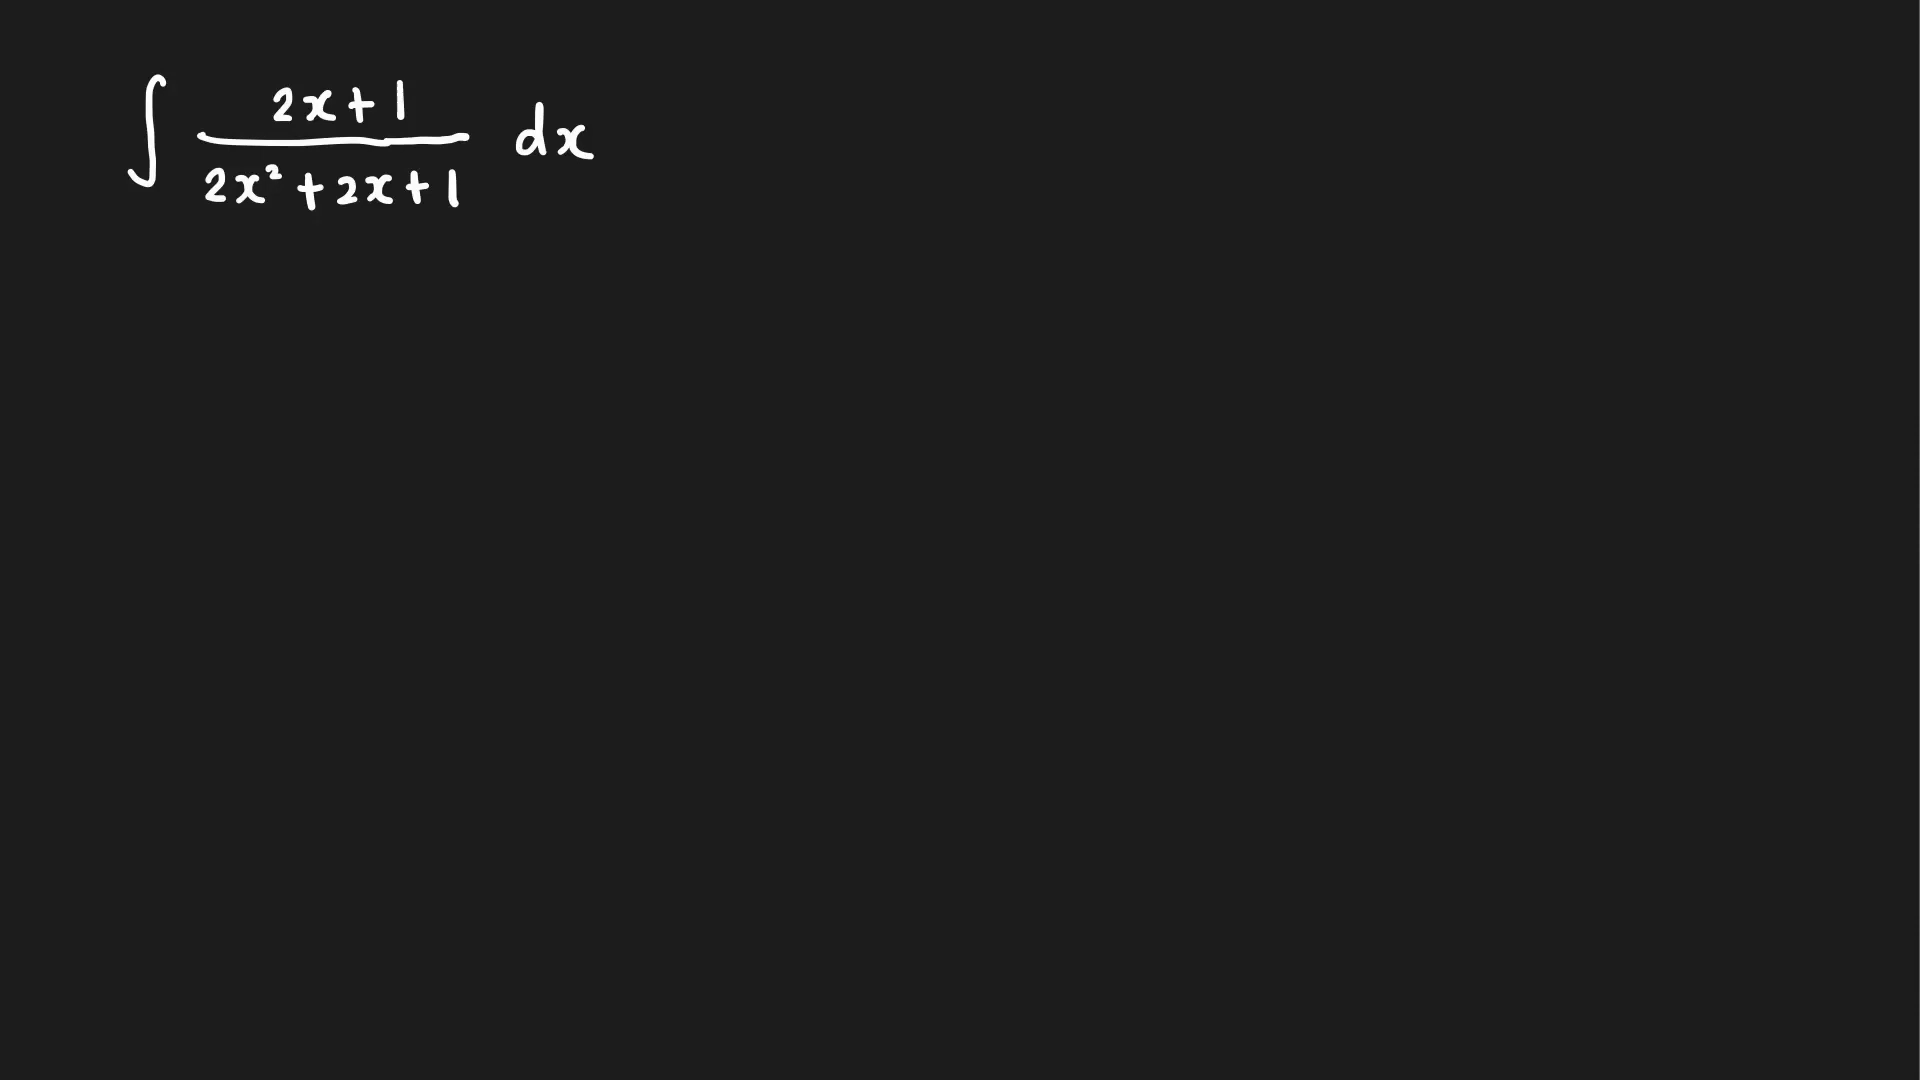 ∫ (2x+1)/(2x²+2x+1) dx